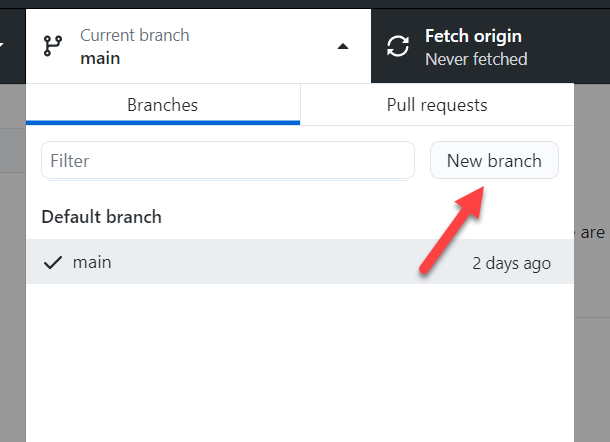 Current branch
main
Fetch origin
Never fetched
Branches
Pull requests
Filter
New branch
Default branch
main
2 days ago
are